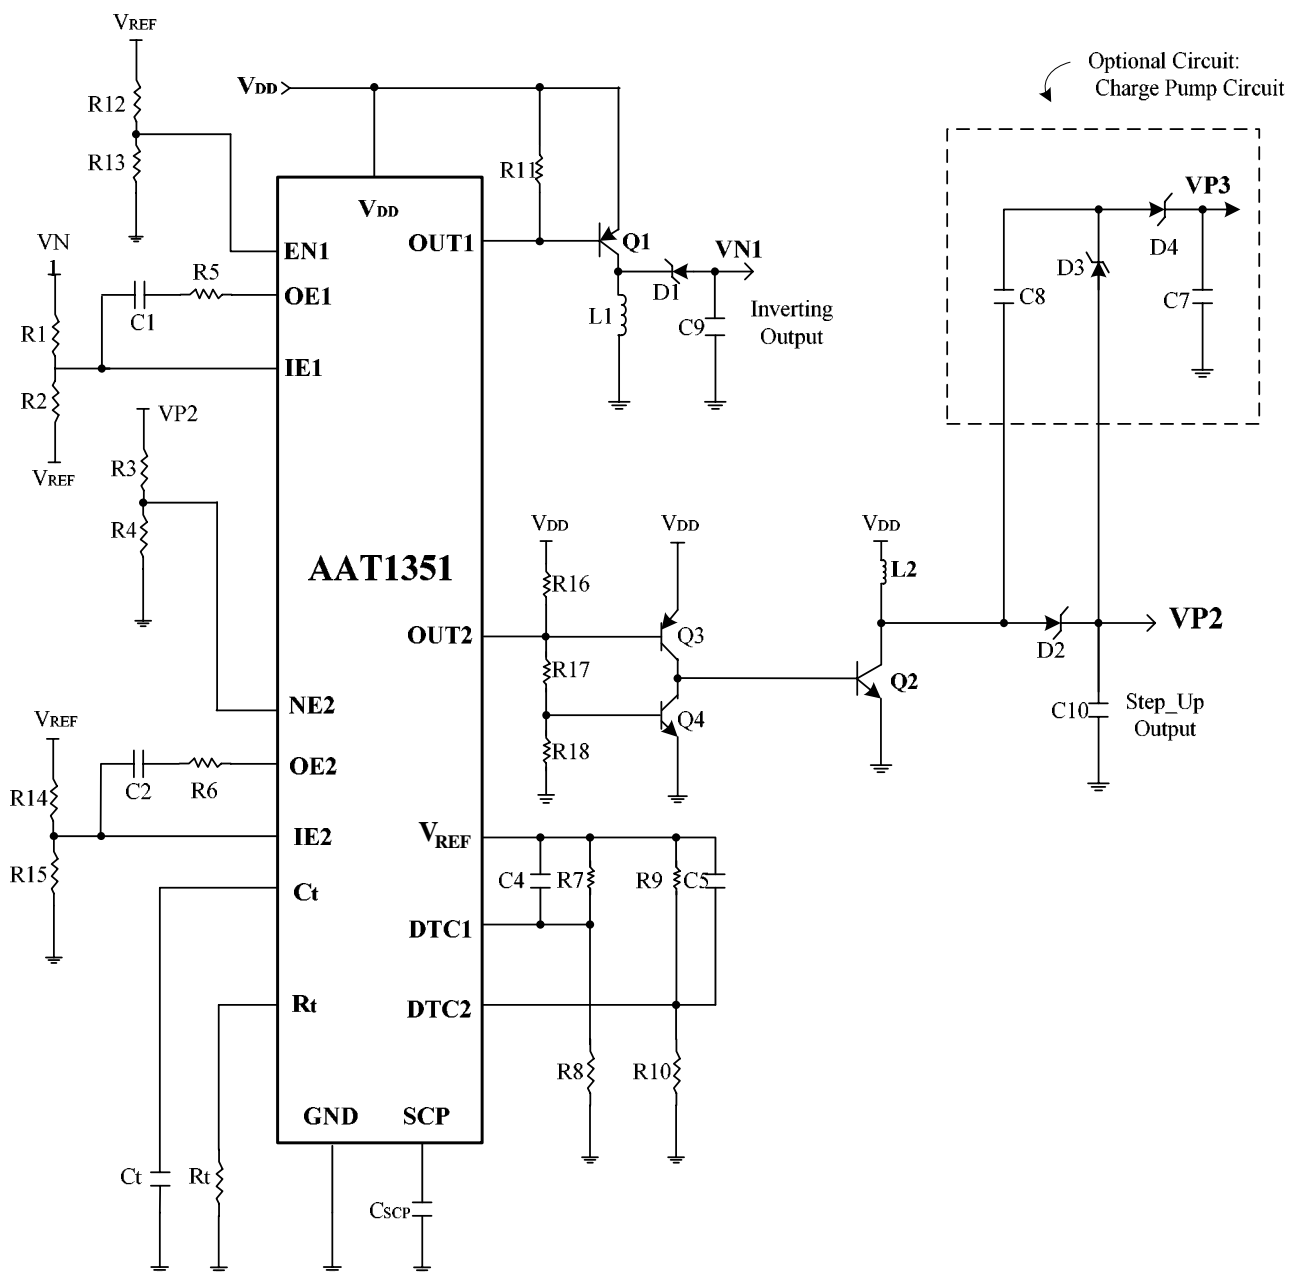 VREF
Optional Circuit:
Charge Pump Circuit
VDD
R12
R13
R11
VDD
VP3
EN1
OUT1
Q1
VN1
D4
VN
1
D3
R5
OE1
D1
C8
C7
C1
L1
C9
Inverting
Output
R1
IE1
R2
VP2
VREF
R3
R4
VDD
VDD
VDD
AAT1351
L2
R16
OUT2
Q3
VP2
D2
R17
Q2
NE2
C10
Step_Up
Output
VREF
Q4
R18
OE2
C2
R6
R14
IE2
VREF
R15
C4
R7
R9
C5
Ct
DTC1
Rt
DTC2
R8
R10
GND
SCP
Ct
Rt
CSCP